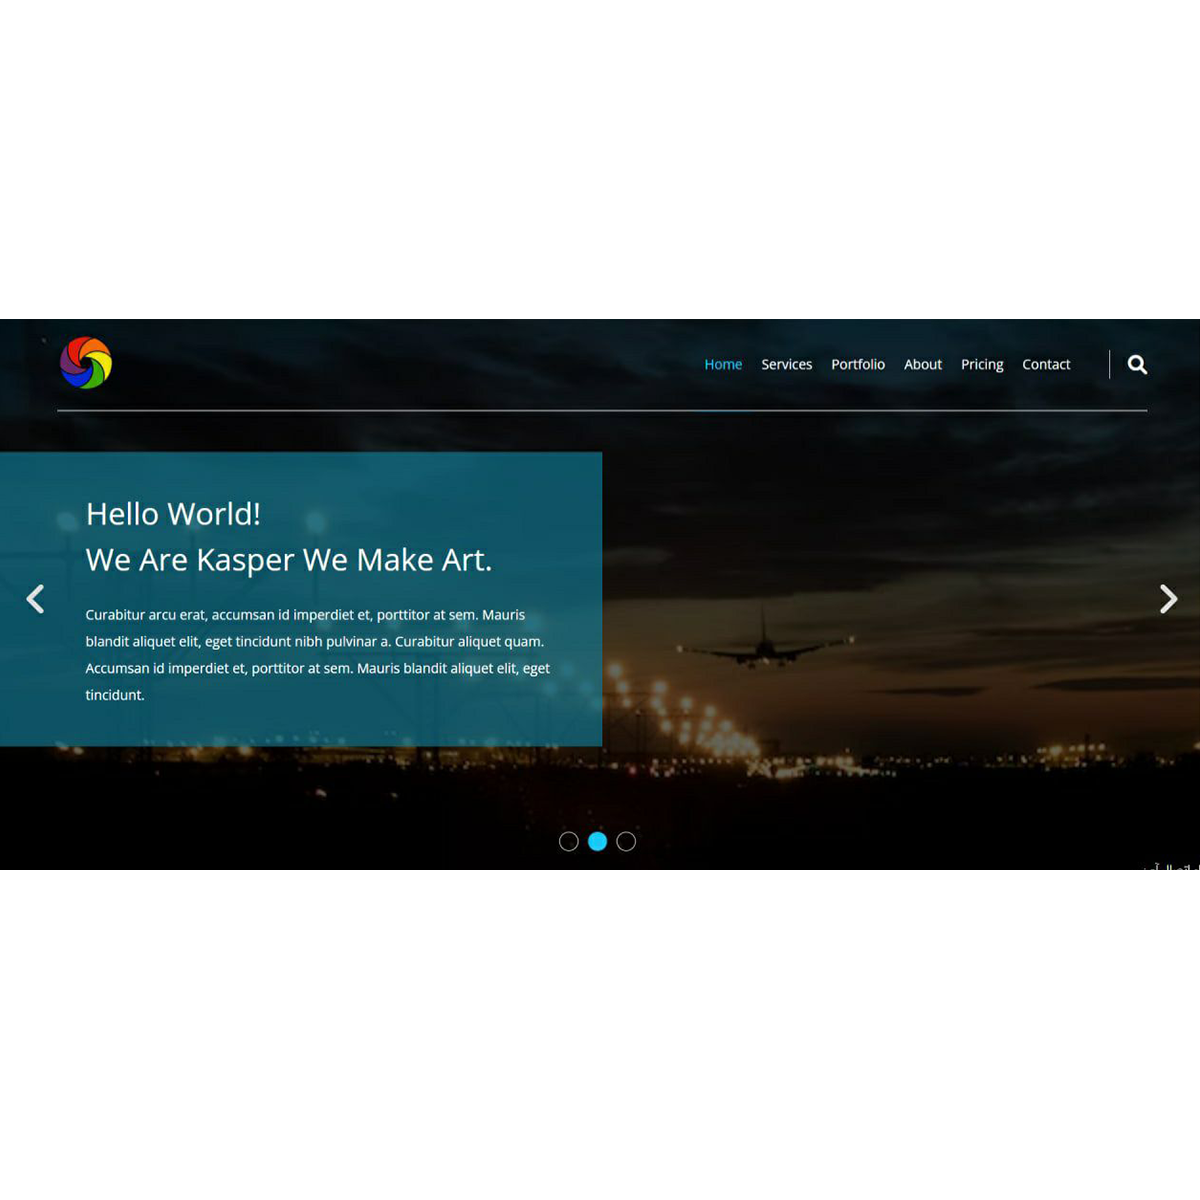 Home Services Portfolio About Pricing Contact
Hello World!
We Are Kasper We Make Art.
Curabitur arcu erat, accumsan id imperdiet et, porttitor at sem. Mauris
blandit aliquet elit, eget tincidunt nibh pulvinar a. Curabitur aliquet quam.
Accumsan id imperdiet et, porttitor at sem. Mauris blandit aliquet elit, eget
tincidunt.